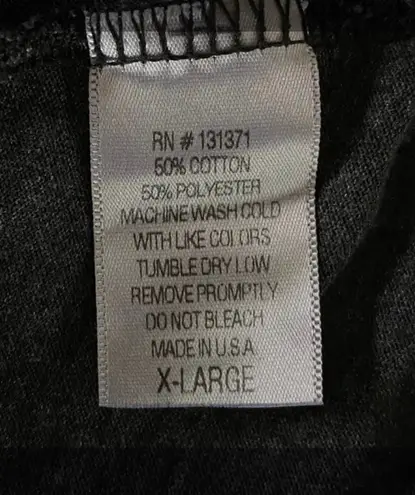 RN # 131371
50% COTTON
50% POLYESTER
MACHINE WASH COLD
WITH LIKE COLORS
TUMBLE DRY LOW
REMOVE PROMPTLY
DO NOT BLEACH
MADE IN U.S.A
X-LARGE